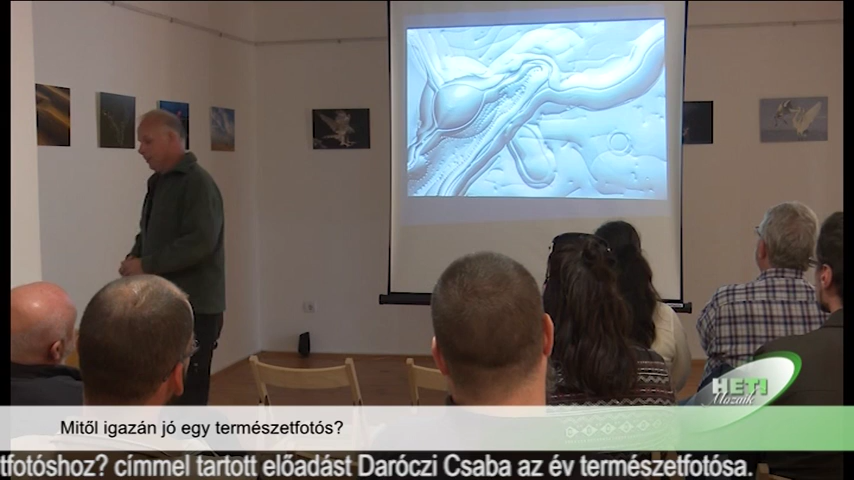 HETI
Mozaik
Mitől igazán jó egy természetfotós?
tfotóshoz? címmel tartott előadást Daróczi Csaba az év természetfotósa.